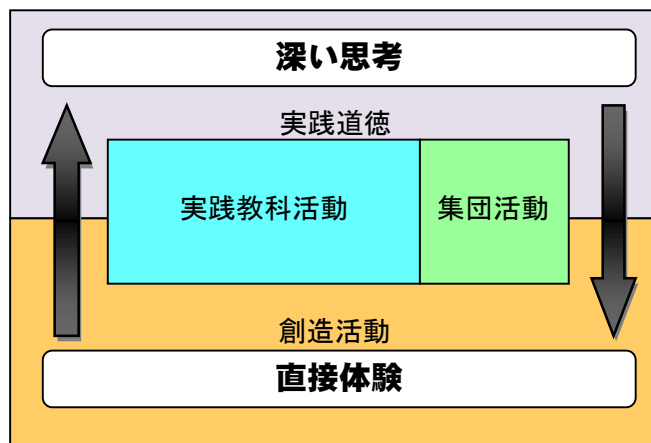 深い思考
実践道徳
実践教科活動
集団活動
創造活動
直接体験